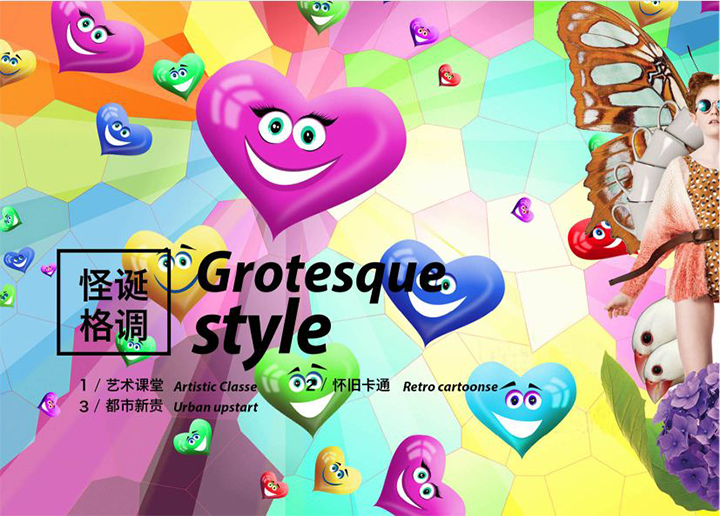 怪诞
格调
Grotesque
style
1 / 艺术课堂 Artistic Classe 2 / 怀旧卡通 Retro cartoonse
3 / 都市新贵 Urban upstart